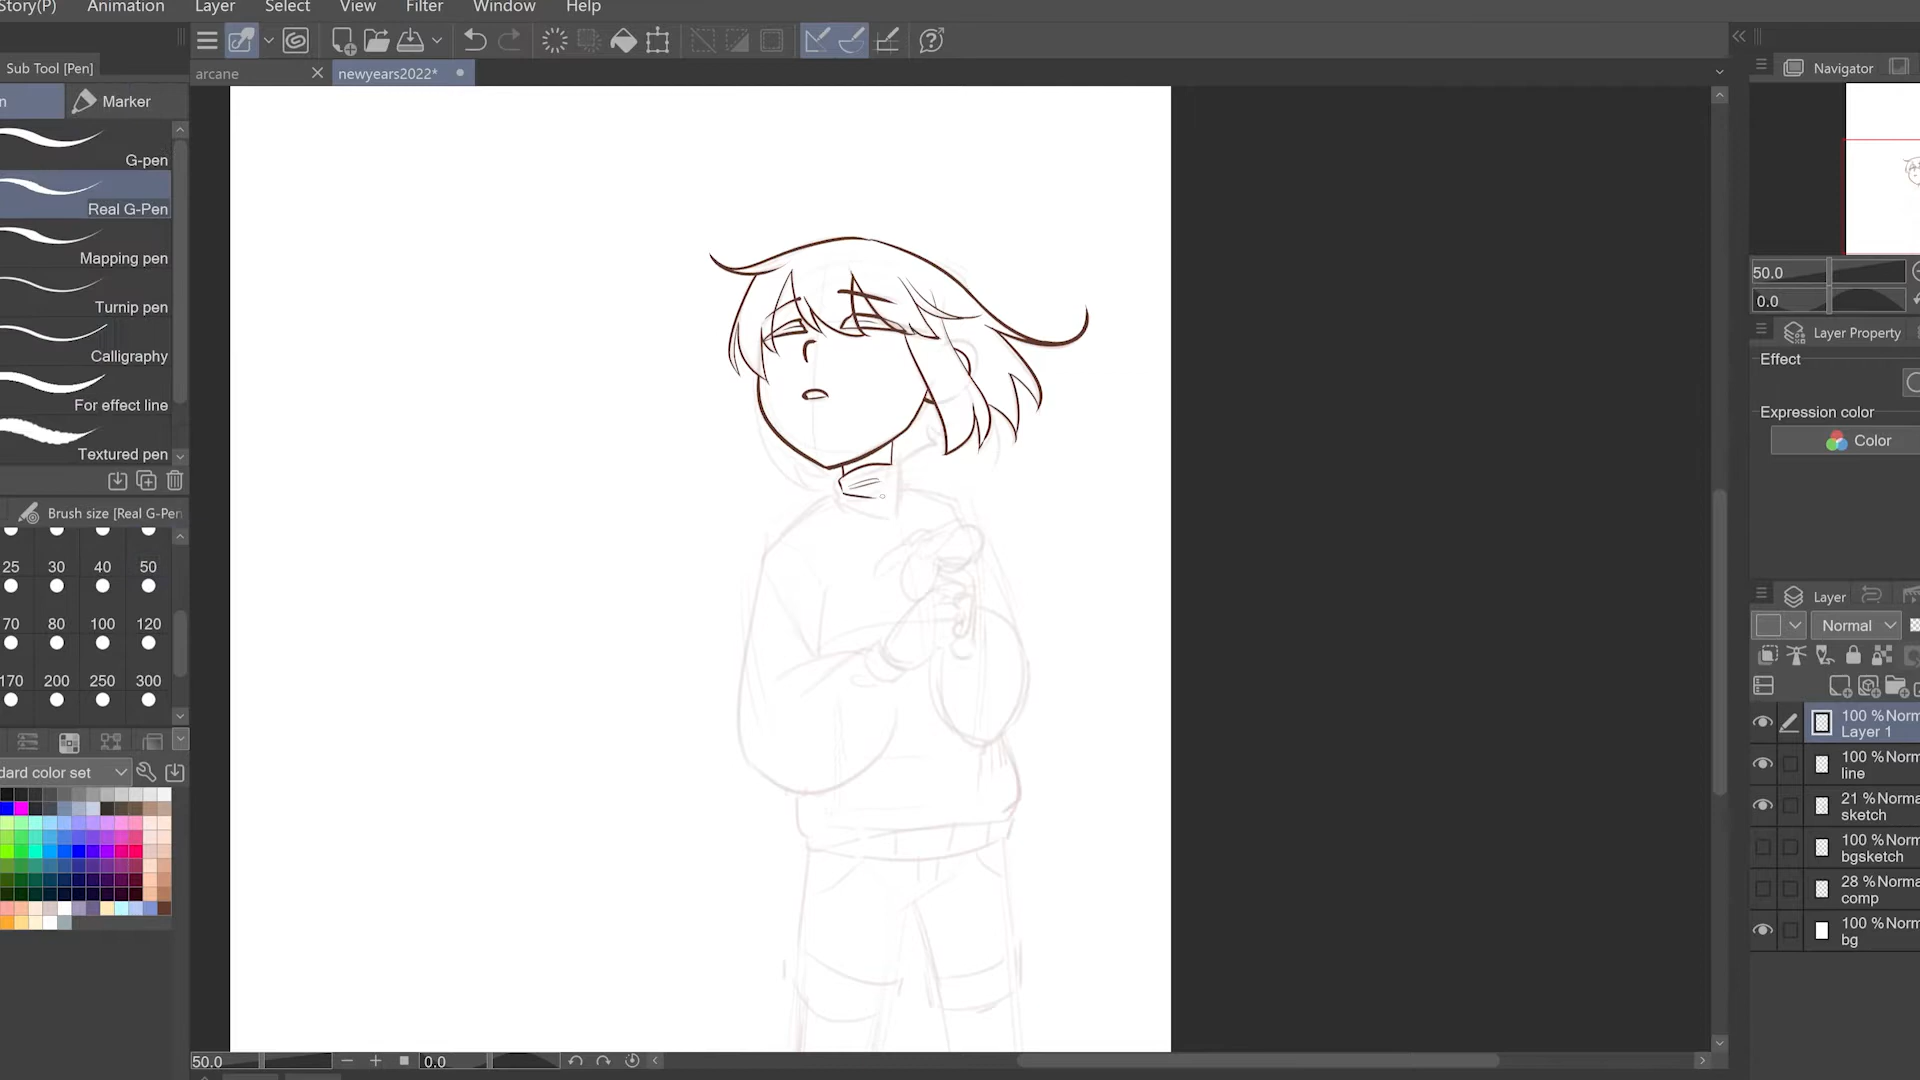 Story(P) Animation Layer Select View Filter Window Help
Sub Tool [Pen]
arcane newyears2022*
Navigator
n Marker
G-pen
Real G-Pen
Mapping pen
Turnip pen
Calligraphy
For effect line
Textured pen
Brush size [Real G-Pen
25 30 40 50
70 80 100 120
170 200 250 300
dard color set
50.0
0.0
Layer Property
Effect
Expression color
Color
Layer
Normal
100 %Norma
Layer 1
100 %Norma
line
21 %Norma
sketch
100 %Norma
bgsketch
28 %Norma
comp
100 %Norma
bg
50.0 0.0